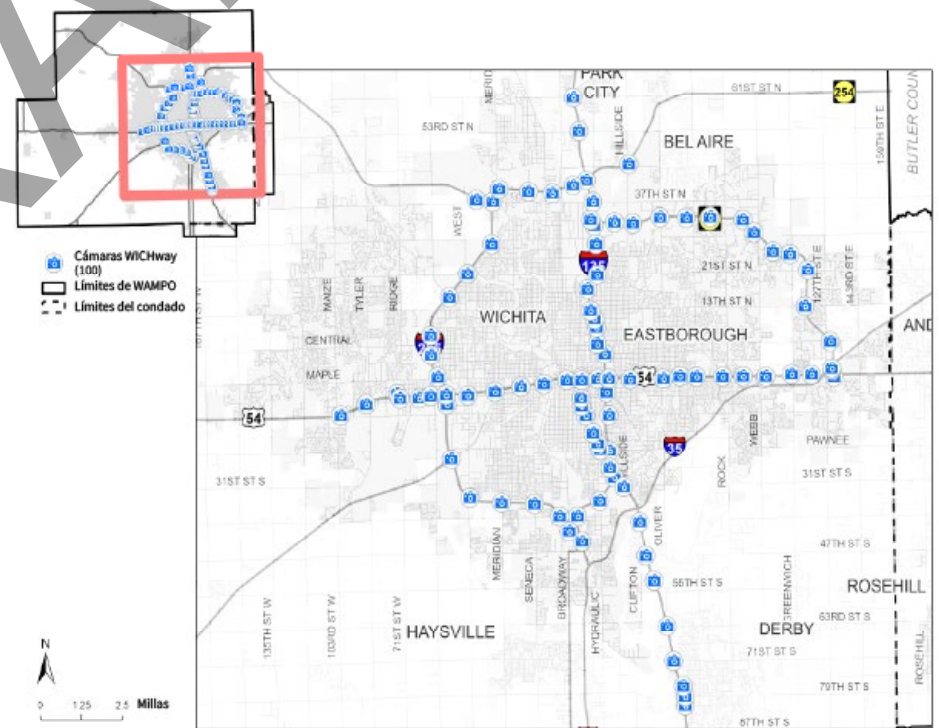 PARK
CITY
MERID
61ST ST N
254
53RD ST N
HILLSIDE
BEL AIRE
159TH ST E
BUTLER COUN
37TH ST N
WEST
Cámaras WICHway
(100)
Límites de WAMPO
Límites del condado
135
21ST ST N
127TH ST E
143RD ST E
MAIZE
TYLER
RIDGE
13TH ST N
WICHITA
EASTBOROUGH
AND
CENTRAL
MAPLE
54
54
WEBB
PAWNEE
35
ROCK
31ST ST S
31ST ST S
OLIVER
47TH ST S
MERIDIAN
SENECA
BROADWAY
HYDRAULIC
CLIFTON
55TH ST S
GREENWICH
ROSEHILL
135TH ST W
103RD ST W
71ST ST W
HAYSVILLE
DERBY
63RD ST S
71ST ST S
ROSEHILL
79TH ST S
87TH ST S
N
0 1.25 2.5 Millas